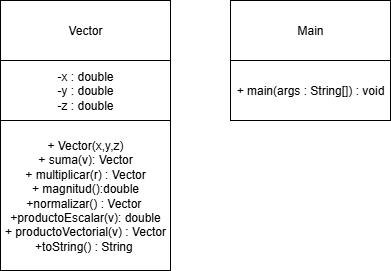 Vector
-x : double
-y : double
-z : double
+ Vector(x,y,z)
+ suma(v): Vector
+ multiplicar(r) : Vector
+ magnitud():double
+normalizar() : Vector
+productoEscalar(v): double
+ productoVectorial(v) : Vector
+toString() : String
Main
+ main(args : String[]) : void